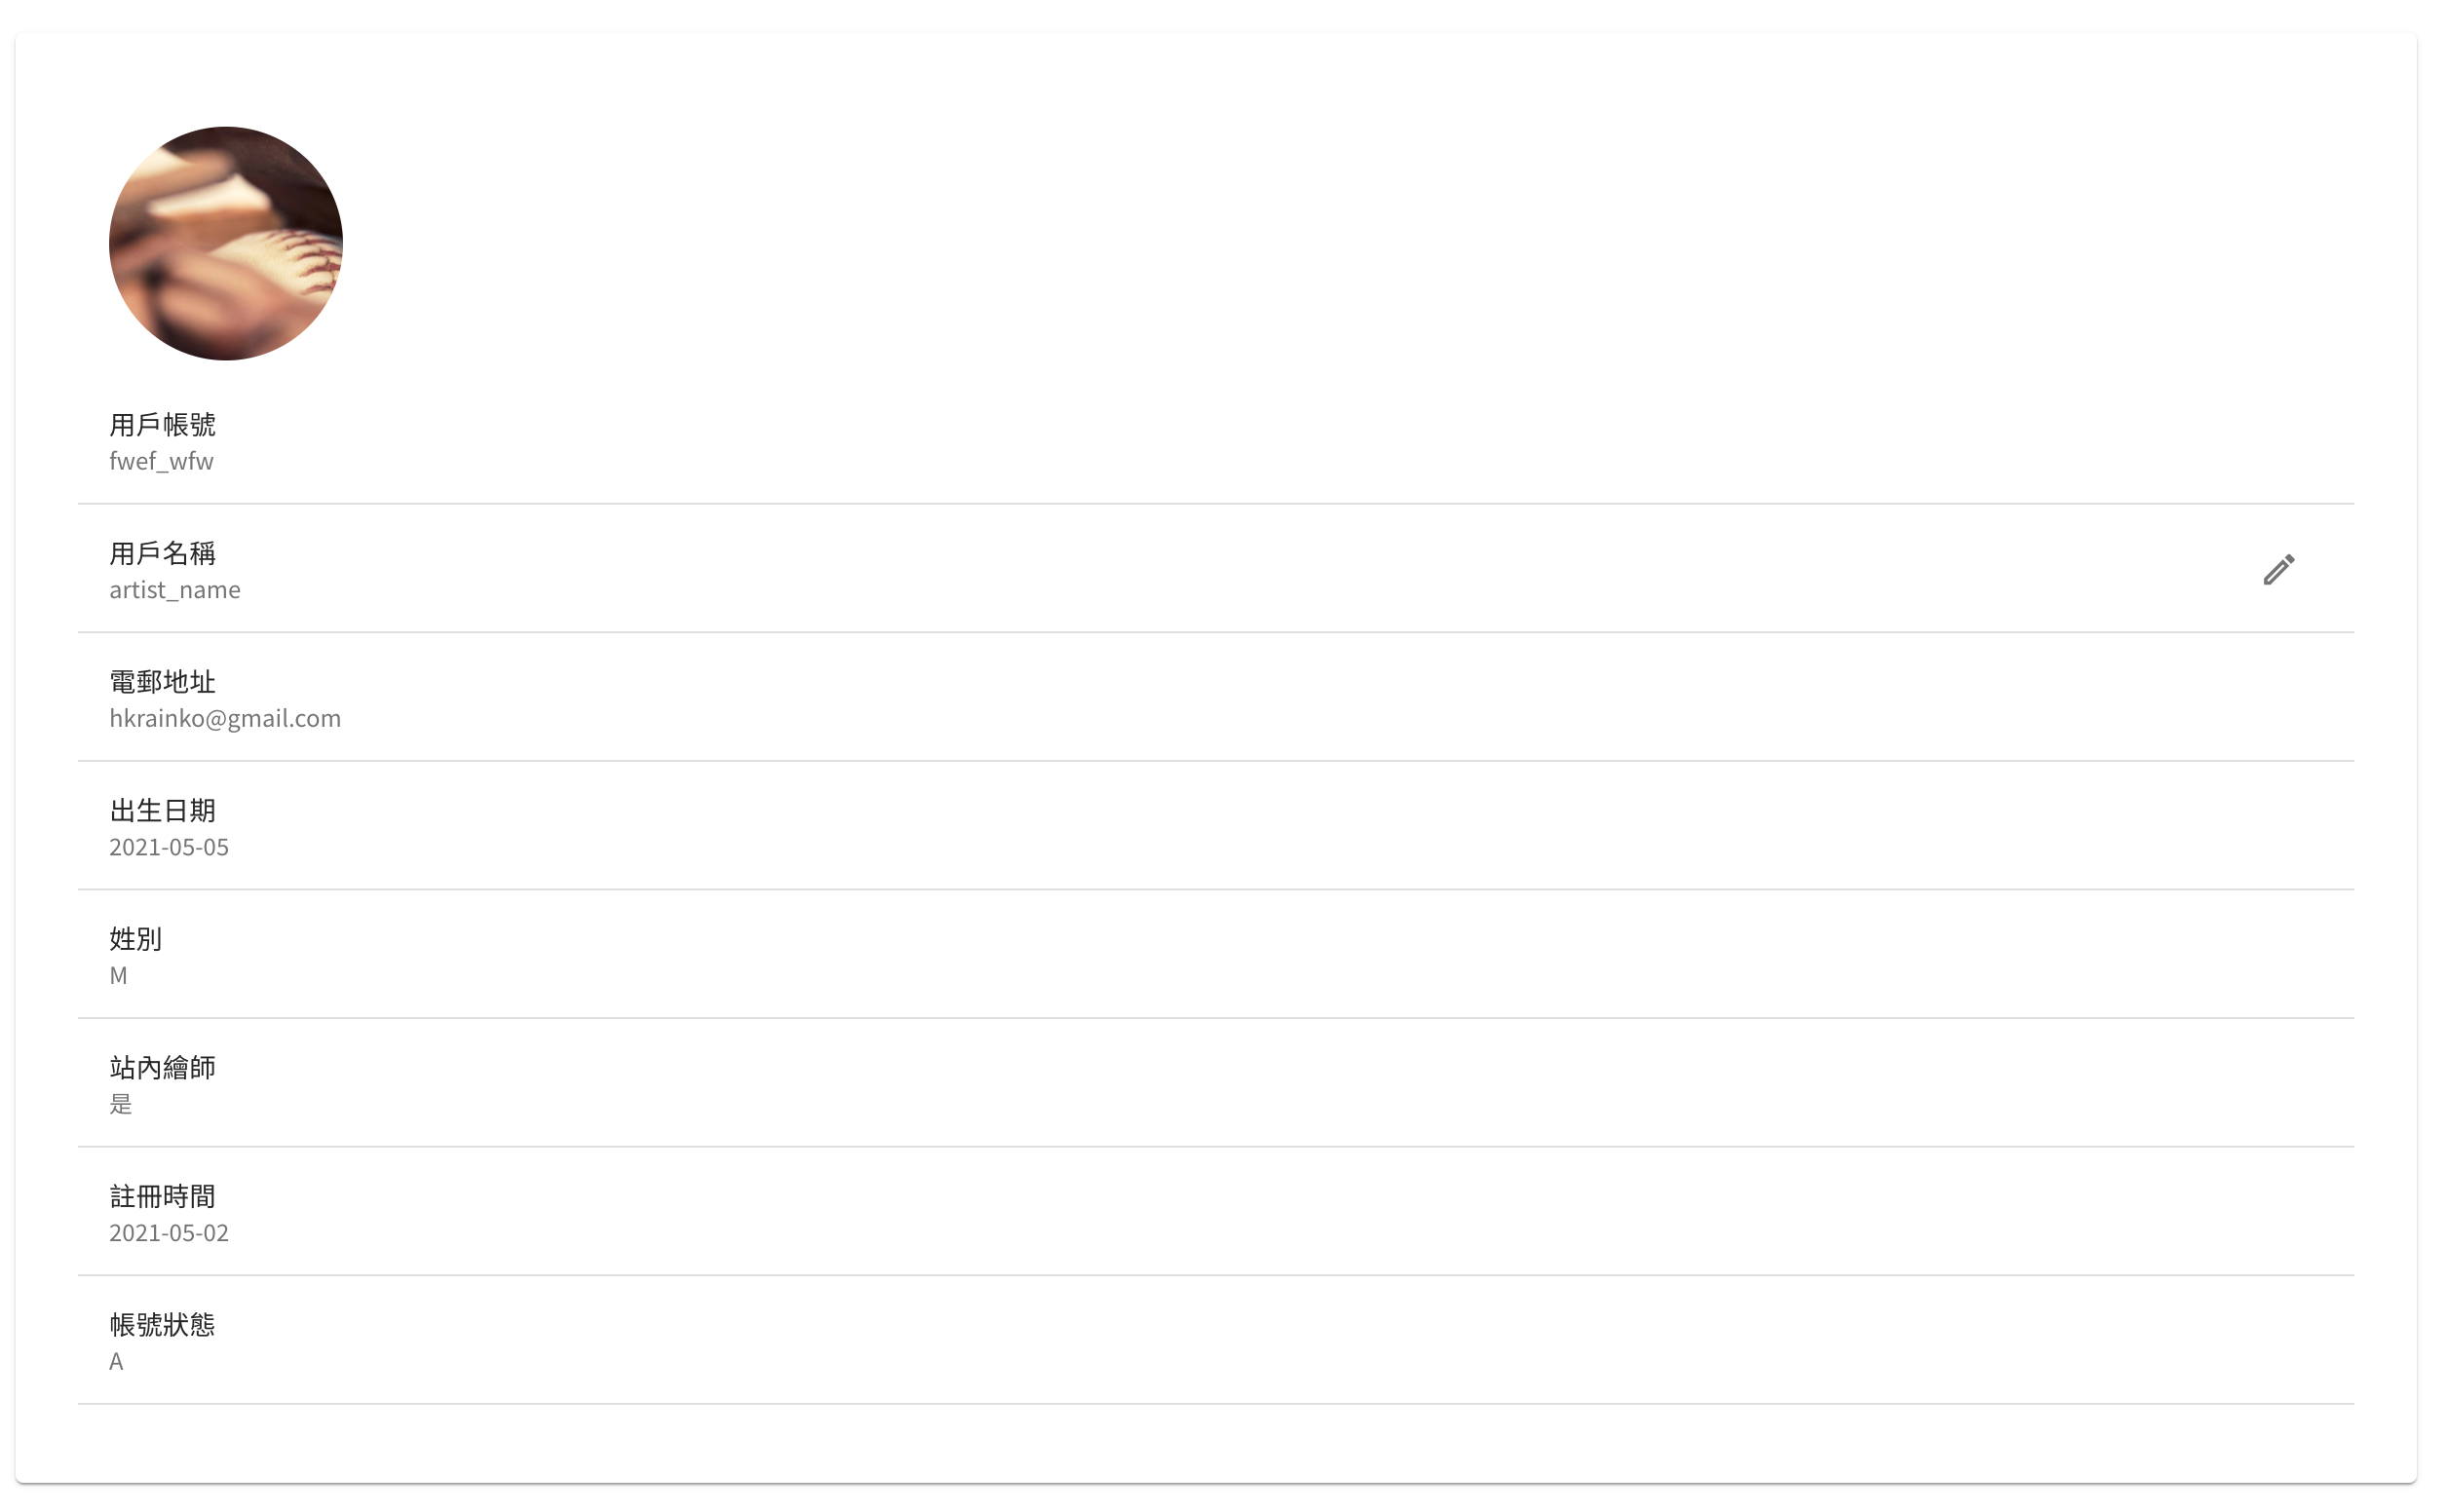 用戶帳號
fwef_wfw
用戶名稱
artist_name
電郵地址
hkrainko@gmail.com
出生日期
2021-05-05
姓別
M
站內繪師
是
註冊時間
2021-05-02
帳號狀態
A